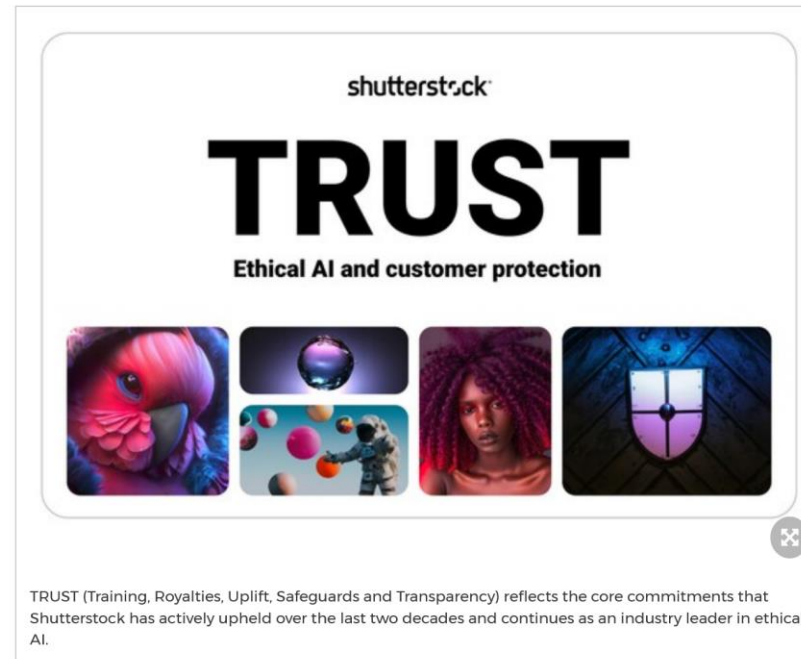 shutterstock
TRUST
Ethical AI and customer protection
TRUST (Training, Royalties, Uplift, Safeguards and Transparency) reflects the core commitments that
Shutterstock has actively upheld over the last two decades and continues as an industry leader in ethica
AI.